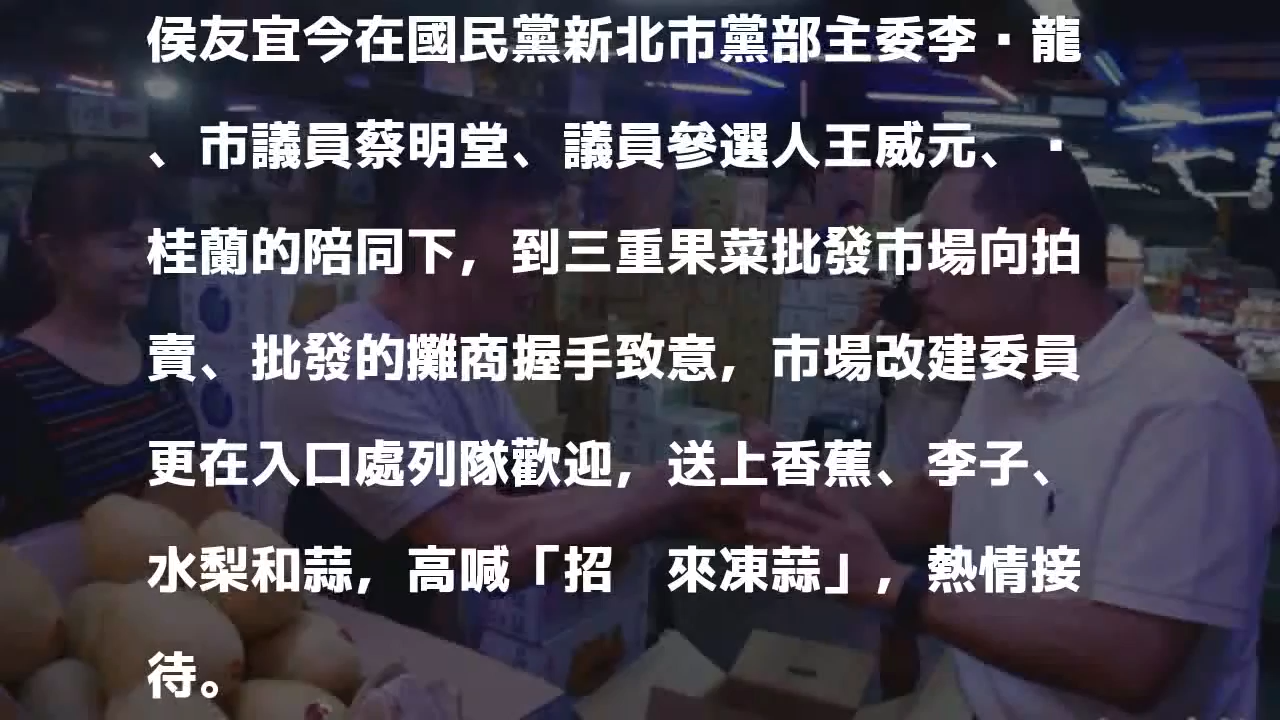 侯友宜今在國民黨新北市黨部主委李▪龍
、市議員蔡明堂、議員參選人王威元、▪
桂蘭的陪同下，到三重果菜批發市場向拍
賣、批發的攤商握手致意，市場改建委員
更在入口處列隊歡迎，送上香蕉、李子、
水梨和蒜，高喊「招　來凍蒜」，熱情接
待。